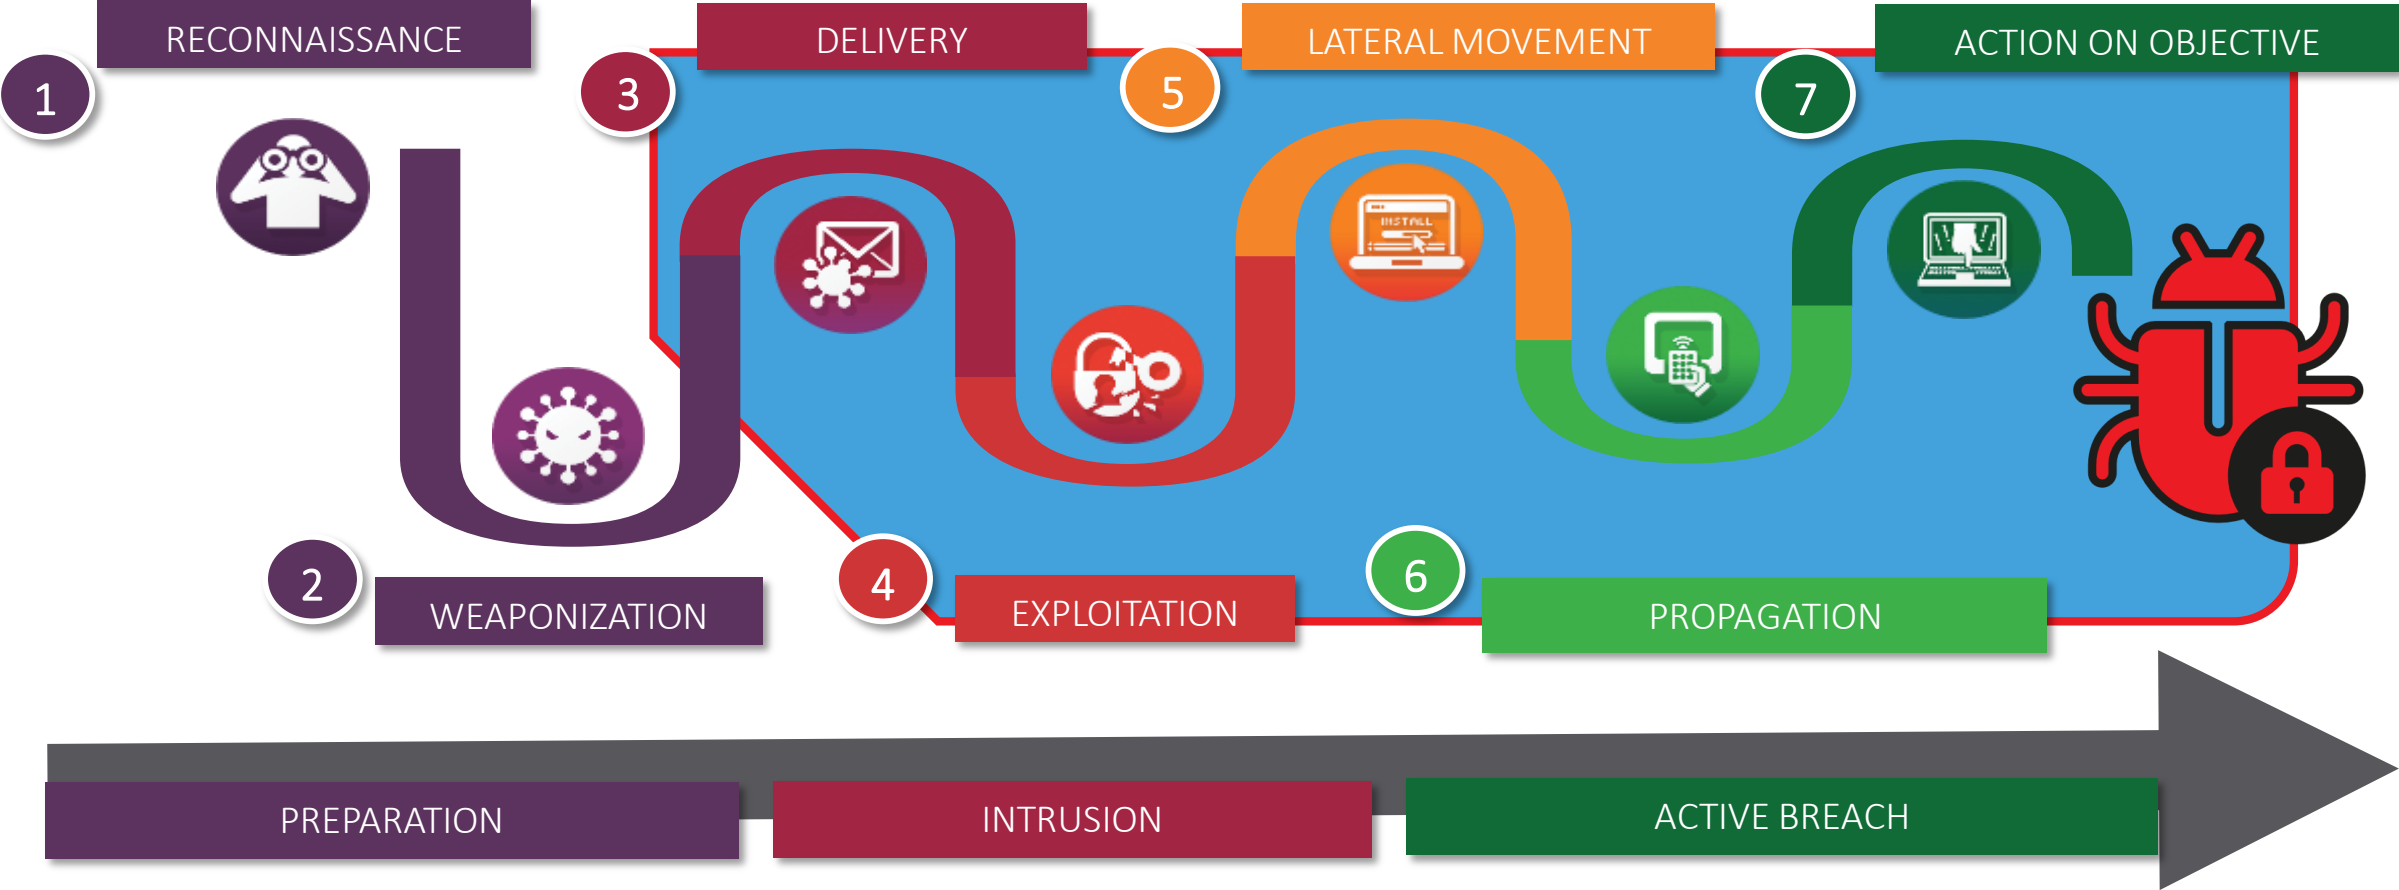 RECONNAISSANCE
1
2
WEAPONIZATION
3
DELIVERY
4
EXPLOITATION
5
LATERAL MOVEMENT
INSTALL
6
PROPAGATION
7
ACTION ON OBJECTIVE
PREPARATION
INTRUSION
ACTIVE BREACH